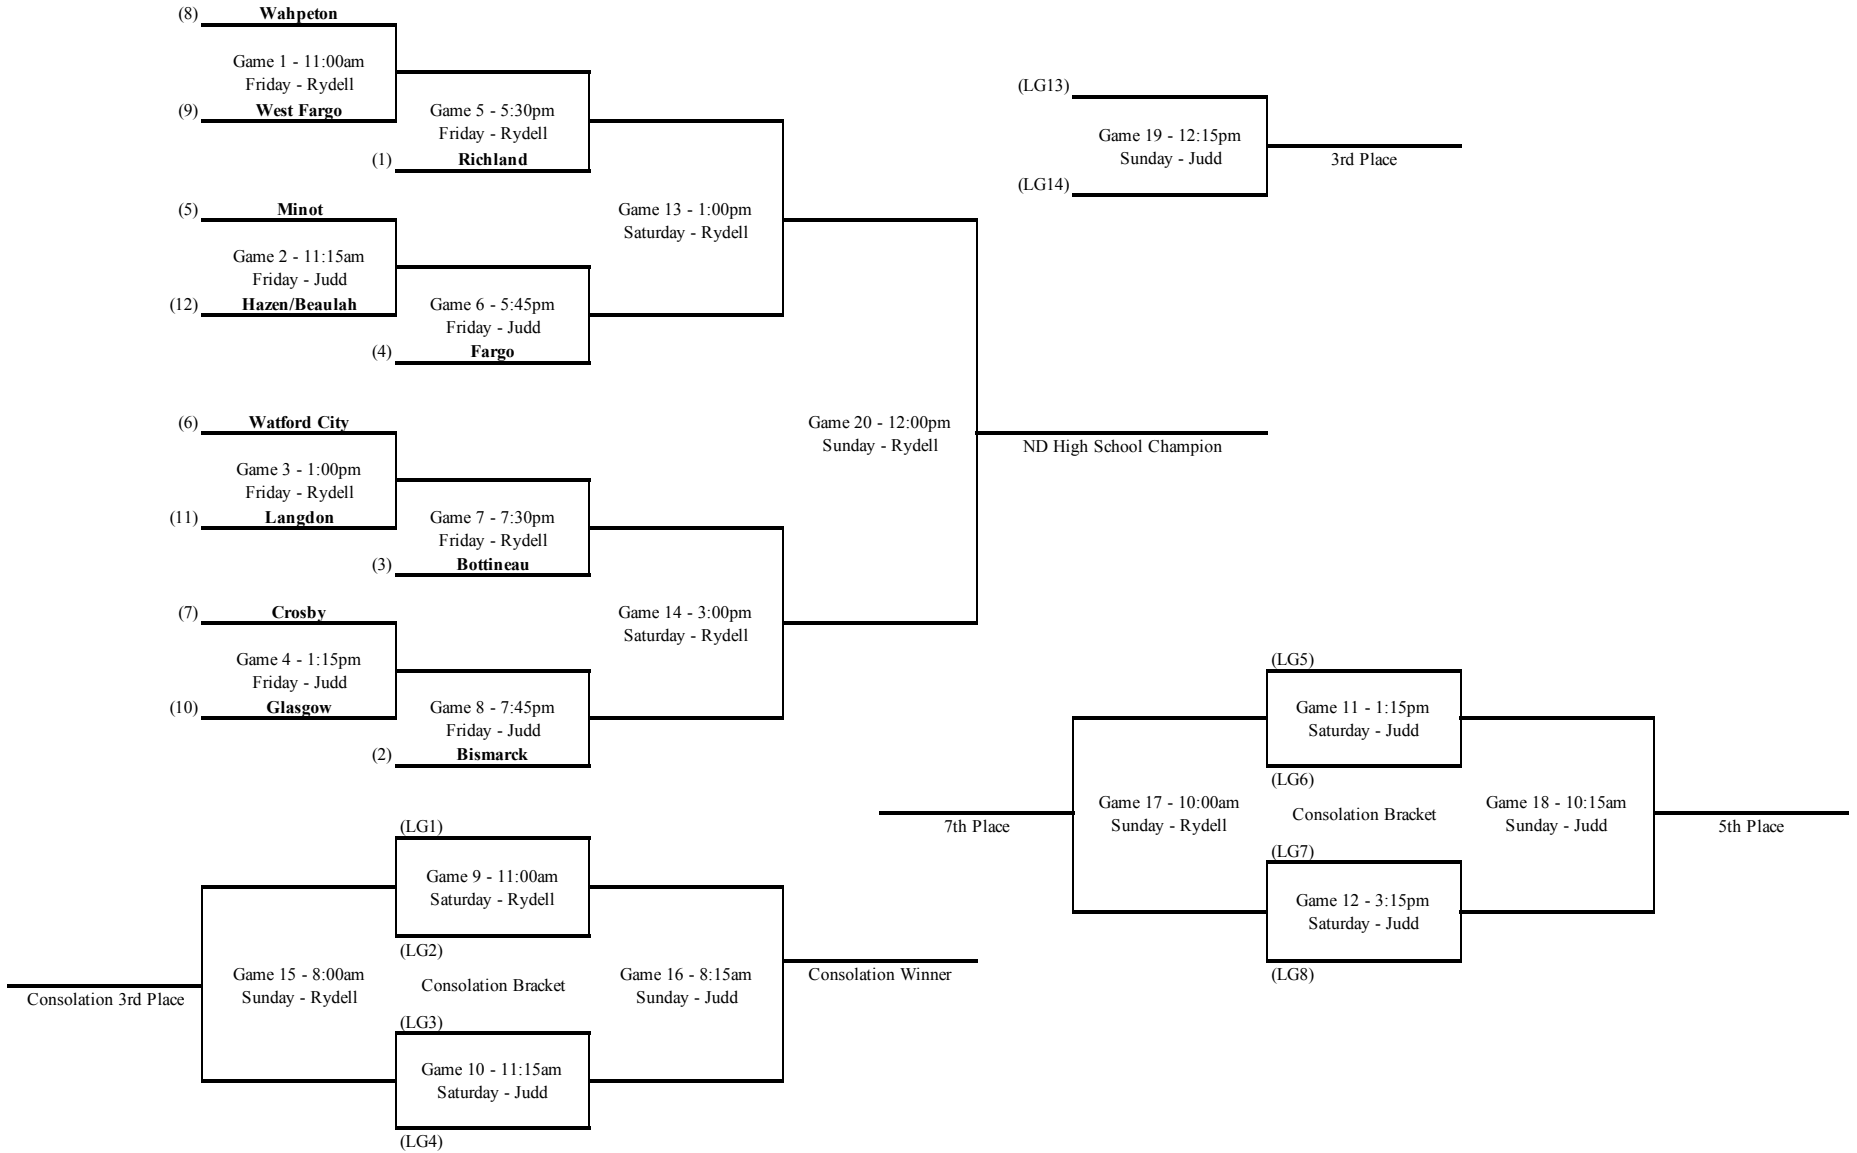 (8) Wahpeton
Game 1 - 11:00am
Friday - Rydell
(9) West Fargo
Game 5 - 5:30pm
Friday - Rydell
(1) Richland
(5) Minot
Game 2 - 11:15am
Friday - Judd
(12) Hazen/Beaulah
Game 6 - 5:45pm
Friday - Judd
(4) Fargo
Game 13 - 1:00pm
Saturday - Rydell
(6) Watford City
Game 3 - 1:00pm
Friday - Rydell
(11) Langdon
Game 7 - 7:30pm
Friday - Rydell
(3) Bottineau
(7) Crosby
Game 4 - 1:15pm
Friday - Judd
(10) Glasgow
Game 8 - 7:45pm
Friday - Judd
(2) Bismarck
Game 14 - 3:00pm
Saturday - Rydell
Game 20 - 12:00pm
Sunday - Rydell
ND High School Champion
(LG13)
Game 19 - 12:15pm
Sunday - Judd
(LG14)
3rd Place
(LG5)
Game 11 - 1:15pm
Saturday - Judd
(LG6)
7th Place
Game 17 - 10:00am
Sunday - Rydell
Consolation Bracket
Game 18 - 10:15am
Sunday - Judd
5th Place
(LG7)
Game 12 - 3:15pm
Saturday - Judd
(LG8)
(LG1)
Game 9 - 11:00am
Saturday - Rydell
(LG2)
Consolation 3rd Place
Game 15 - 8:00am
Sunday - Rydell
Consolation Bracket
Game 16 - 8:15am
Sunday - Judd
Consolation Winner
(LG3)
Game 10 - 11:15am
Saturday - Judd
(LG4)